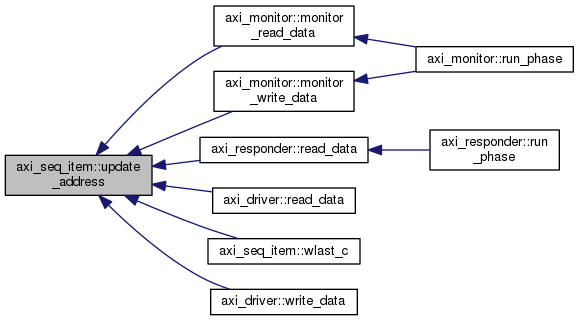 axi_monitor::monitor
_read_data
axi_monitor::run_phase
axi_monitor::monitor
_write_data
axi_responder::read_data
axi_responder::run
_phase
axi_seq_item::update
_address
axi_driver::read_data
axi_seq_item::wlast_c
axi_driver::write_data